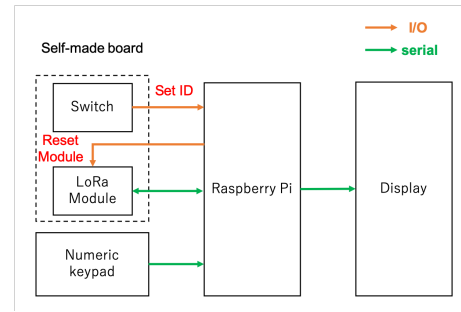 I/O
serial
Self-made board
Set ID
Switch
Reset
Module
LoRa
Module
Raspberry Pi
Display
Numeric
keypad